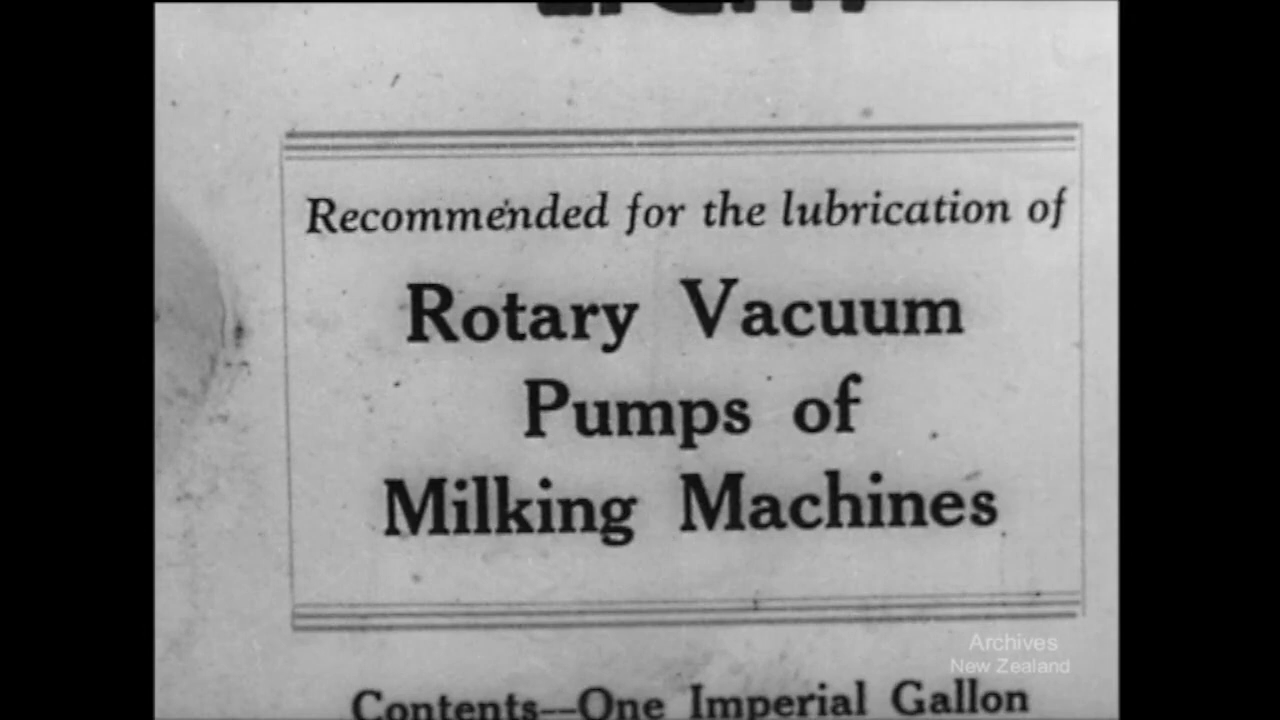 Recommended for the lubrication of
Rotary Vacuum
Pumps of
Milking Machines
Archives
New Zealand
Contents--One Imperial Gallon